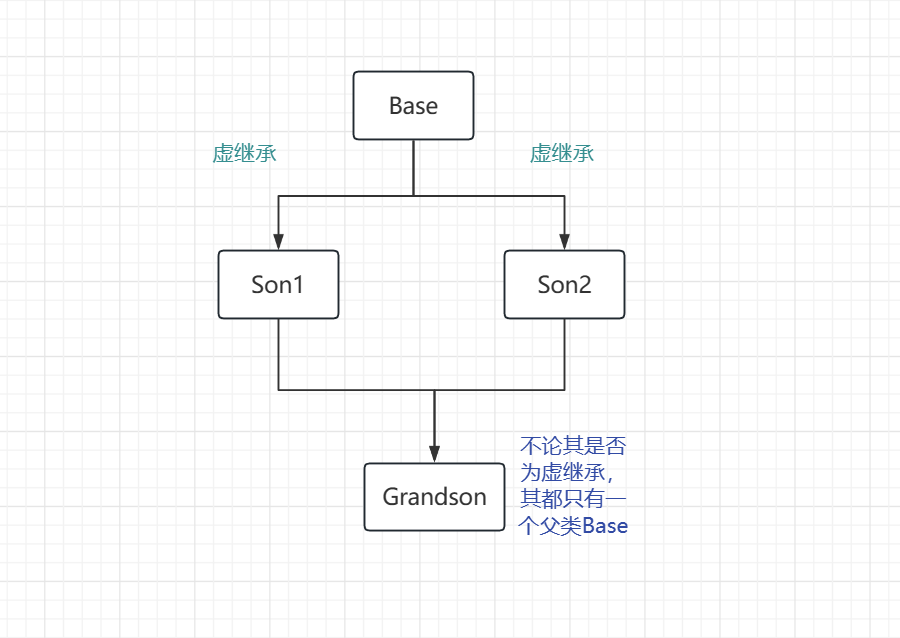 Base
虚继承
虚继承
Son1
Son2
不论其是否
为虚继承，
其都只有一
个父类Base
Grandson